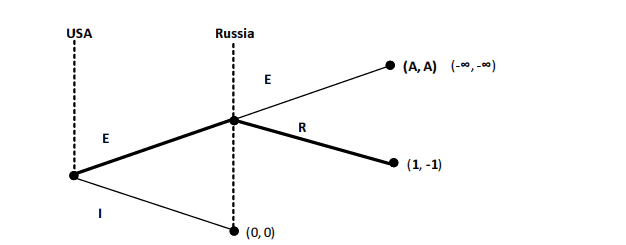 USA
Russia
E
(A, A) (-∞, -∞)
E
R
(1, -1)
I
(0, 0)